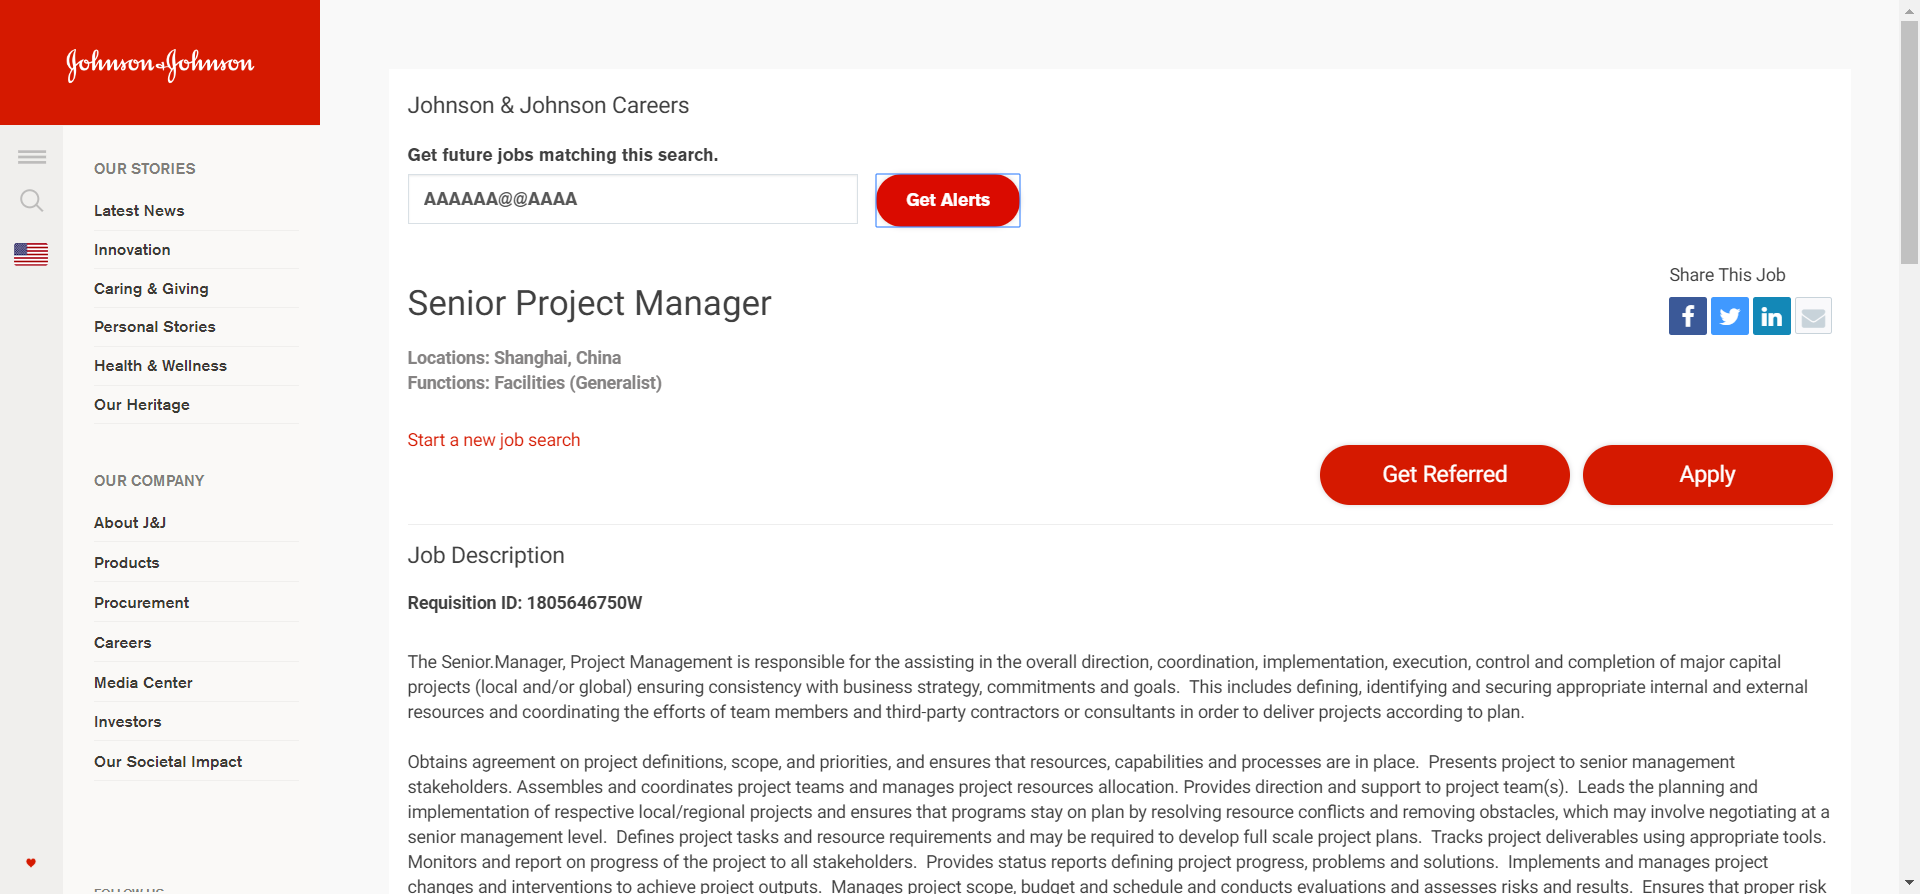 Johnson & Johnson
OUR STORIES
Latest News
Innovation
Caring & Giving
Personal Stories
Health & Wellness
Our Heritage
OUR COMPANY
About J&J
Products
Procurement
Careers
Media Center
Investors
Our Societal Impact
FOLLOW US
Johnson & Johnson Careers
Get future jobs matching this search.
AAAAAA@@AAAA
Get Alerts
Share This Job
Senior Project Manager
Locations: Shanghai, China
Functions: Facilities (Generalist)
Start a new job search
Get Referred
Apply
Job Description
Requisition ID: 1805646750W
The Senior.Manager, Project Management is responsible for the assisting in the overall direction, coordination, implementation, execution, control and completion of major capital
projects (local and/or global) ensuring consistency with business strategy, commitments and goals.  This includes defining, identifying and securing appropriate internal and external
resources and coordinating the efforts of team members and third-party contractors or consultants in order to deliver projects according to plan.
Obtains agreement on project definitions, scope, and priorities, and ensures that resources, capabilities and processes are in place.  Presents project to senior management
stakeholders. Assembles and coordinates project teams and manages project resources allocation. Provides direction and support to project team(s).  Leads the planning and
implementation of respective local/regional projects and ensures that programs stay on plan by resolving resource conflicts and removing obstacles, which may involve negotiating at a
senior management level.  Defines project tasks and resource requirements and may be required to develop full scale project plans.  Tracks project deliverables using appropriate tools.
Monitors and report on progress of the project to all stakeholders.  Provides status reports defining project progress, problems and solutions.  Implements and manages project
changes and interventions to achieve project outputs.  Manages project scope, budget and schedule and conducts evaluations and assesses risks and results.  Ensures that proper risk